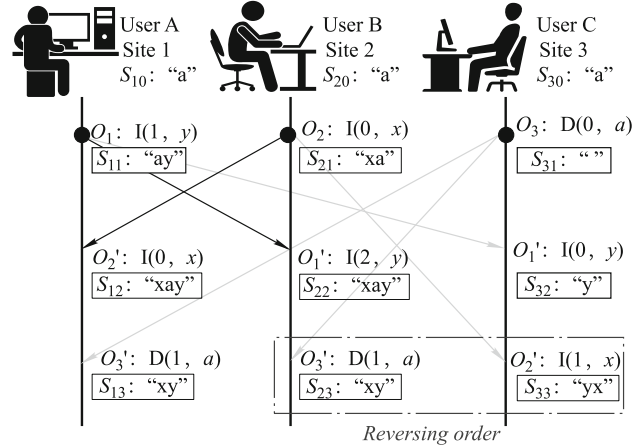 User A
Site 1
S10: “a”
User B
Site 2
S20: “a”
User C
Site 3
S30: “a”
O1: I(1, y)
S11: “ay”
O2: I(0, x)
S21: “xa”
O3: D(0, a)
S31: “ ”
O2': I(0, x)
S12: “xay”
O1': I(2, y)
S22: “xay”
O1': I(0, y)
S32: “y”
O3': D(1, a)
S13: “xy”
O3': D(1, a)
S23: “xy”
O2': I(1, x)
S33: “yx”
Reversing order